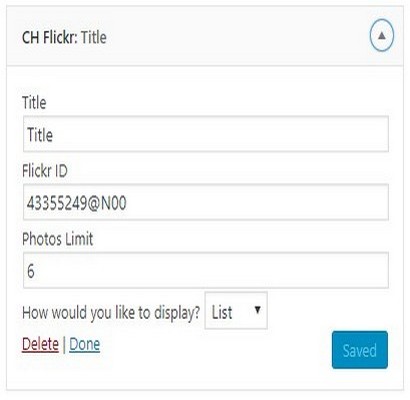 CH Flickr: Title
Title
Title
Flickr ID
43355249@N00
Photos Limit
6
How would you like to display? List
Delete | Done
Saved